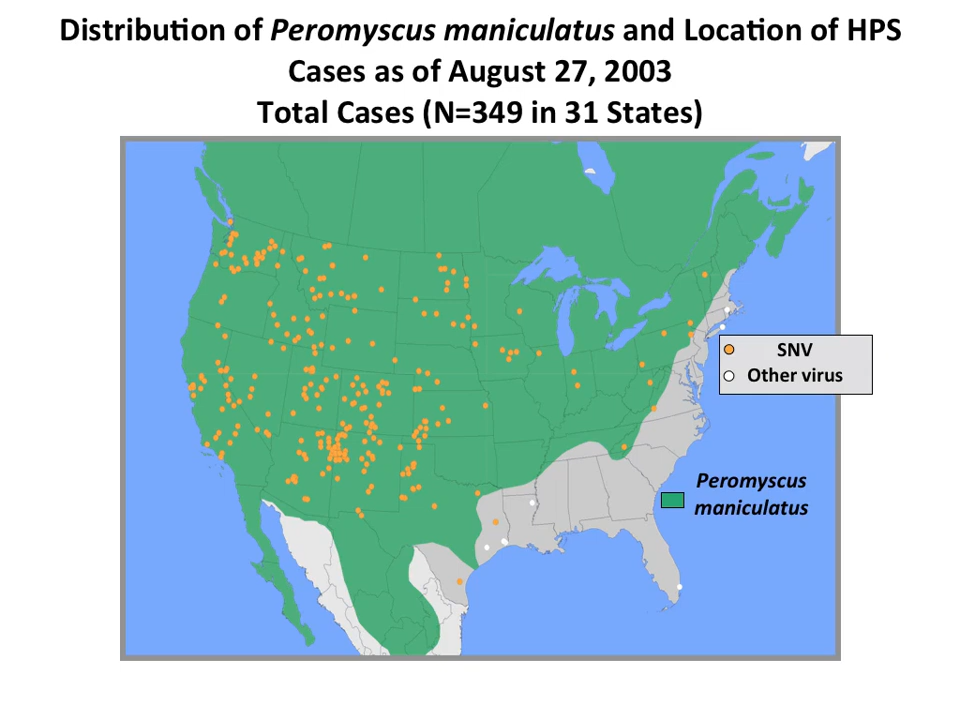 Distribution of Peromyscus maniculatus and Location of HPS
Cases as of August 27, 2003
Total Cases (N=349 in 31 States)
SNV
Other virus
Peromyscus
maniculatus